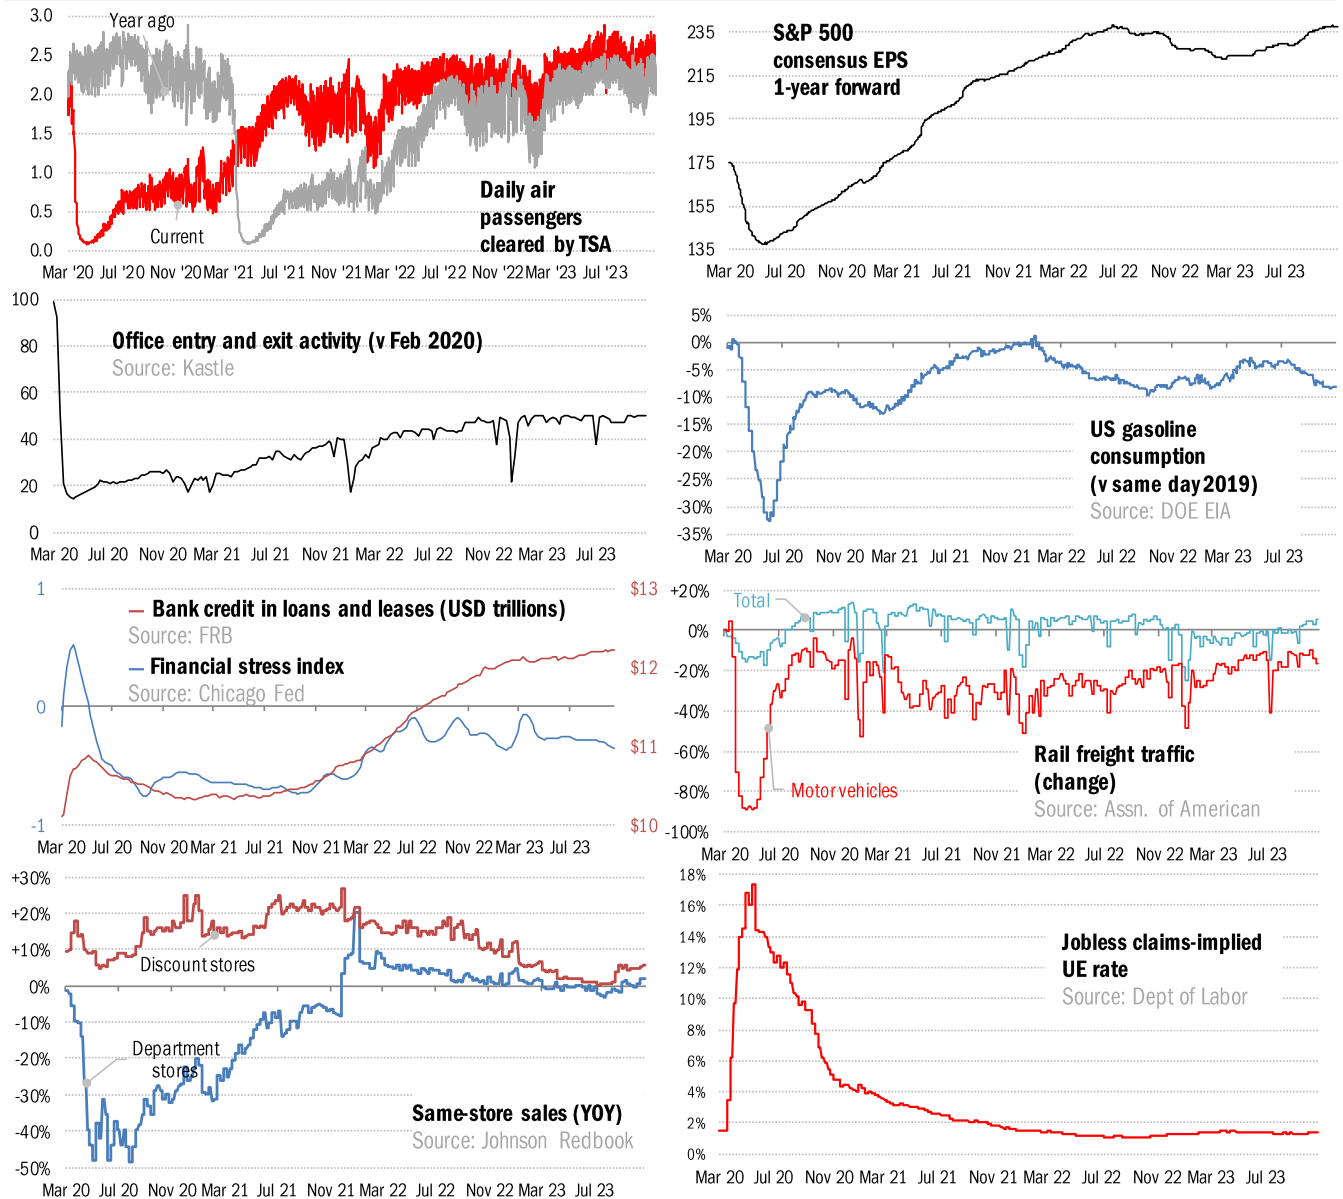 3.0
2.5
2.0
1.5
1.0
0.5
0.0
Year ago
Current
Daily air
passengers
cleared by TSA
Mar '20 Jul '20 Nov '20 Mar '21 Jul '21 Nov '21 Mar '22 Jul '22 Nov '22 Mar '23 Jul '23
235
215
195
175
155
135
S&P 500
consensus EPS
1-year forward
Mar 20 Jul 20 Nov 20 Mar 21 Jul 21 Nov 21 Mar 22 Jul 22 Nov 22 Mar 23 Jul 23
100
80
60
40
20
0
Office entry and exit activity (v Feb 2020)
Source: Kastle
Mar 20 Jul 20 Nov 20 Mar 21 Jul 21 Nov 21 Mar 22 Jul 22 Nov 22 Mar 23 Jul 23
5%
0%
-5%
-10%
-15%
-20%
-25%
-30%
-35%
US gasoline
consumption
(v same day 2019)
Source: DOE EIA
Mar 20 Jul 20 Nov 20 Mar 21 Jul 21 Nov 21 Mar 22 Jul 22 Nov 22 Mar 23 Jul 23
1
0
-1
Bank credit in loans and leases (USD trillions)
Source: FRB
Financial stress index
Source: Chicago Fed
$13
$12
$11
$10
Mar 20 Jul 20 Nov 20 Mar 21 Jul 21 Nov 21 Mar 22 Jul 22 Nov 22 Mar 23 Jul 23
+20%
0%
-20%
-40%
-60%
-80%
-100%
Total
Motor vehicles
Rail freight traffic
(change)
Source: Assn. of American
Mar 20 Jul 20 Nov 20 Mar 21 Jul 21 Nov 21 Mar 22 Jul 22 Nov 22 Mar 23 Jul 23
+30%
+20%
+10%
0%
-10%
-20%
-30%
-40%
-50%
Discount stores
Department
stores
Same-store sales (YOY)
Source: Johnson Redbook
Mar 20 Jul 20 Nov 20 Mar 21 Jul 21 Nov 21 Mar 22 Jul 22 Nov 22 Mar 23 Jul 23
18%
16%
14%
12%
10%
8%
6%
4%
2%
0%
Jobless claims-implied
UE rate
Source: Dept of Labor
Mar 20 Jul 20 Nov 20 Mar 21 Jul 21 Nov 21 Mar 22 Jul 22 Nov 22 Mar 23 Jul 23